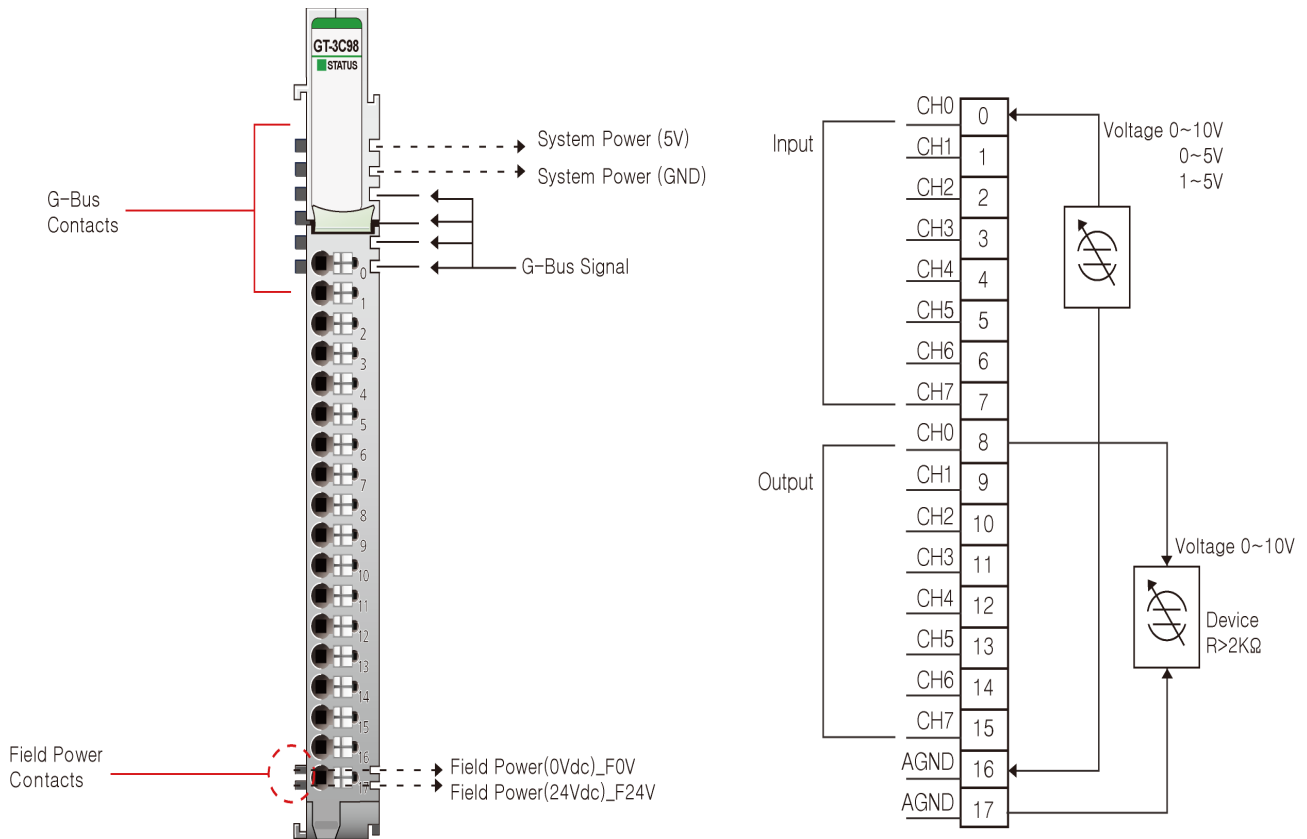 GT-3C98
STATUS
System Power (5V)
System Power (GND)
G-Bus
Contacts
G-Bus Signal
0
1
2
3
4
5
6
7
8
9
10
11
12
13
14
15
16
17
Field Power
Contacts
Field Power(0Vdc)_F0V
Field Power(24Vdc)_F24V
Input
CH0 0
CH1 1
CH2 2
CH3 3
CH4 4
CH5 5
CH6 6
CH7 7
Output
CH0 8
CH1 9
CH2 10
CH3 11
CH4 12
CH5 13
CH6 14
CH7 15
AGND 16
AGND 17
Voltage 0~10V
0~5V
1~5V
Voltage 0~10V
Device
R>2KΩ